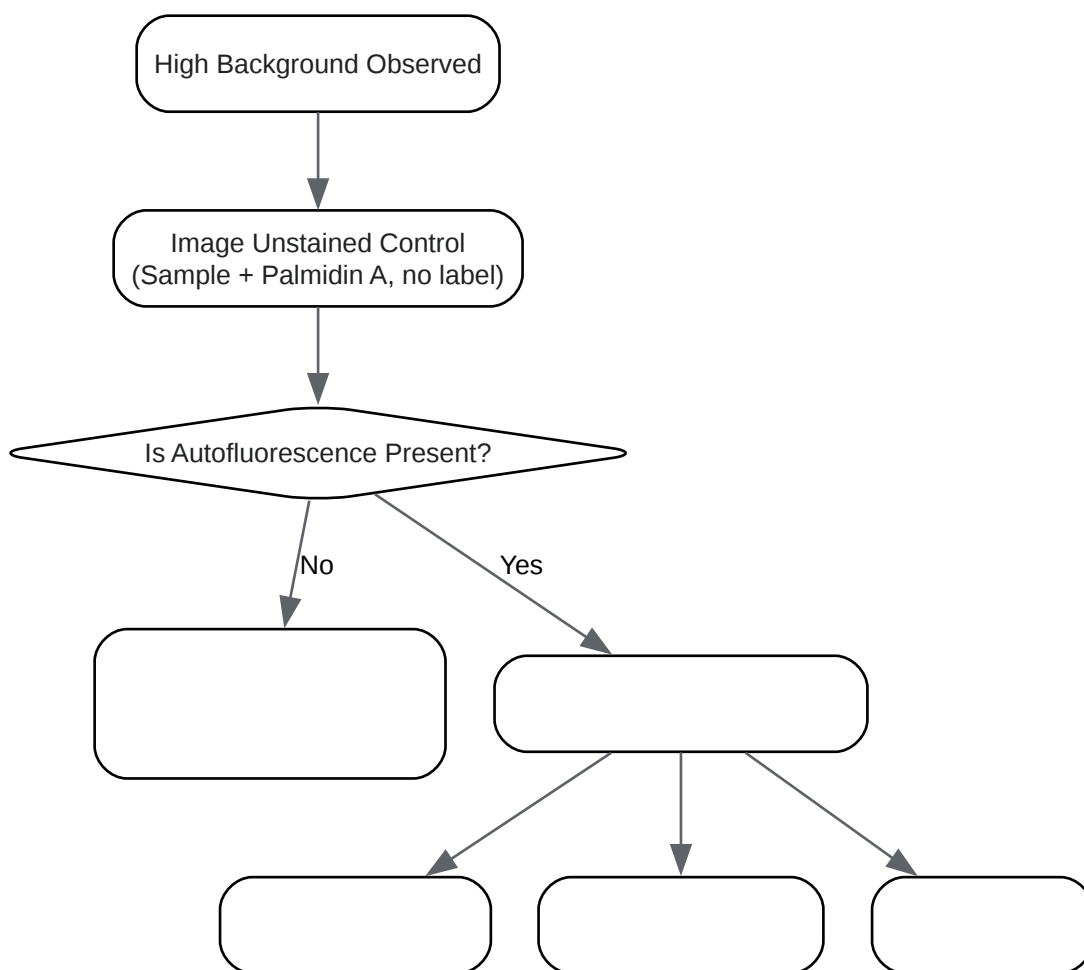 High Background Observed
Image Unstained Control
(Sample + Palmidin A, no label)
Is Autofluorescence Present?
No
Yes